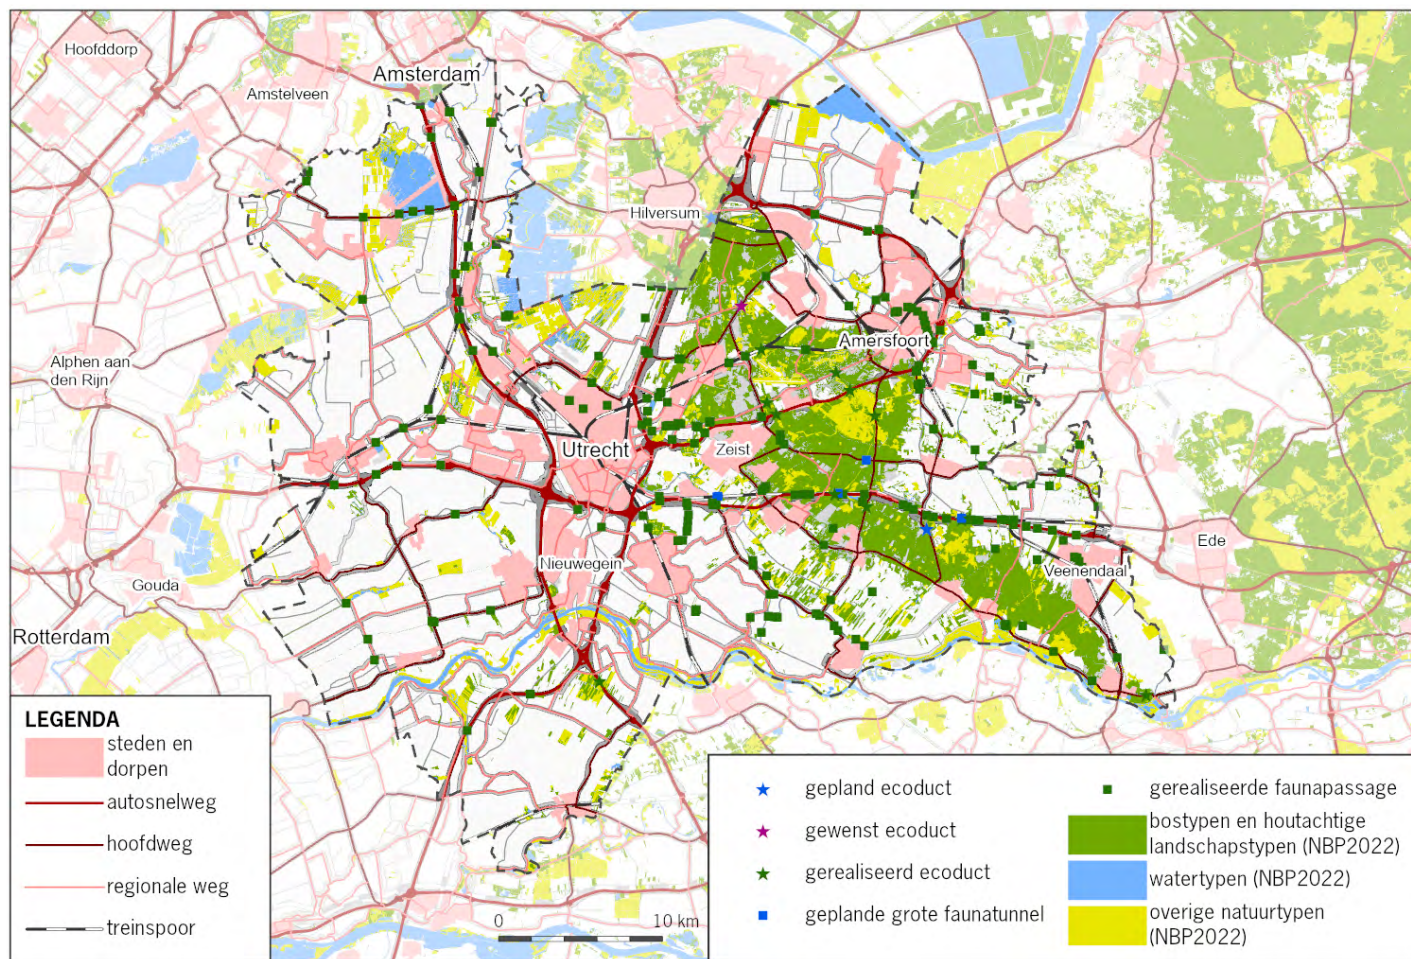 Hoofddorp
Amsterdam
Amstelveen
Hilversum
Alphen aan
den Rijn
Amersfoort
Utrecht
Zeist
Gouda
Nieuwegein
Ede
Veenendaal
Rotterdam
LEGENDA
steden en
dorpen
autosnelweg
hoofdweg
regionale weg
treinspoor
0 10 km
gepland ecoduct
gewenst ecoduct
gerealiseerd ecoduct
geplande grote faunatunnel
gerealiseerde faunapassage
bostypen en houtachtige
landschapstypen (NBP2022)
watertypen (NBP2022)
overige natuurtypen
(NBP2022)